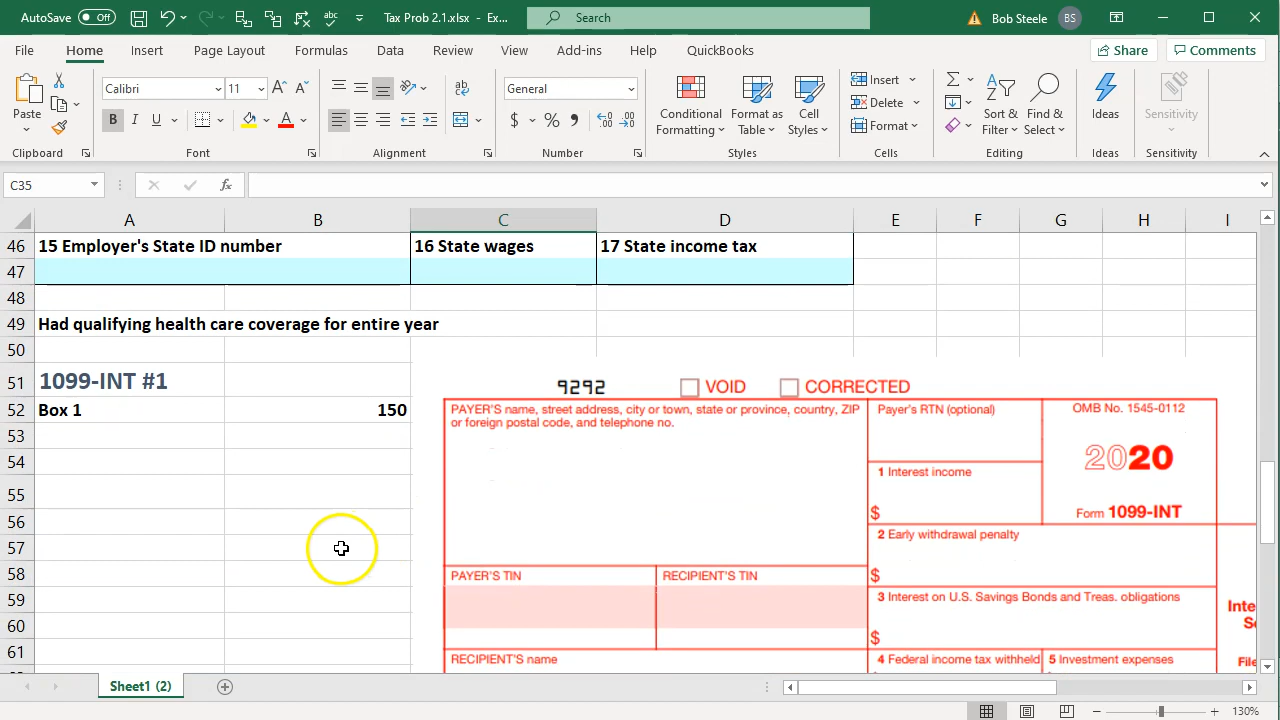 AutoSave Off Tax Prob 2.1.xlsx - Ex... Search Bob Steele BS
File Home Insert Page Layout Formulas Data Review View Add-ins Help QuickBooks Share Comments
Paste Calibri 11 General Conditional Formatting Format as Table Cell Styles Insert Delete Format Sort & Filter Find & Select Ideas Sensitivity
Clipboard Font Alignment Number Styles Cells Editing Ideas Sensitivity
C35 fx
A B C D E F G H I
46 15 Employer's State ID number 16 State wages 17 State income tax
47
48
49 Had qualifying health care coverage for entire year
50
51 1099-INT #1
52 Box 1 150
53
54
55
56
57
58
59
60
61
9292 VOID CORRECTED
PAYER'S name, street address, city or town, state or province, country, ZIP
or foreign postal code, and telephone no.
Payer's RTN (optional)
OMB No. 1545-0112
2020
Form 1099-INT
1 Interest income
$
2 Early withdrawal penalty
$
PAYER'S TIN RECIPIENT'S TIN
3 Interest on U.S. Savings Bonds and Treas. obligations
$
Inte
So
RECIPIENT'S name
4 Federal income tax withheld 5 Investment expenses
File
Sheet1 (2)
130%